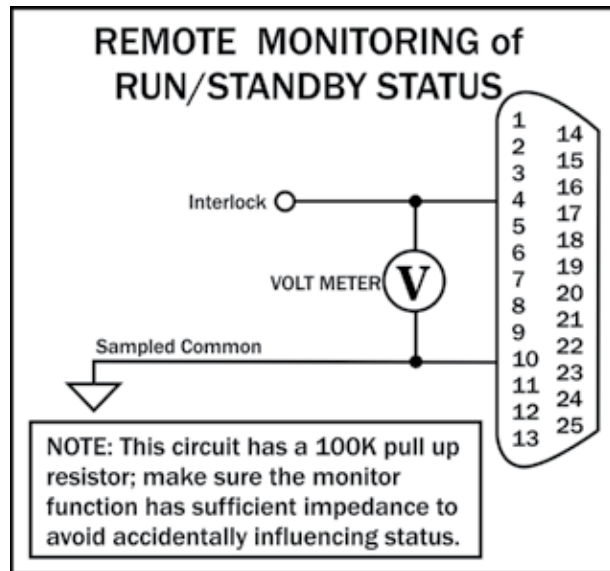 REMOTE MONITORING of
RUN/STANDBY STATUS
1
14
2
15
3
16
Interlock
4
17
5
18
6
19
VOLT METER
V
7
20
8
21
9
22
Sampled Common
10
23
11
24
12
25
13
NOTE: This circuit has a 100K pull up
resistor; make sure the monitor
function has sufficient impedance to
avoid accidentally influencing status.